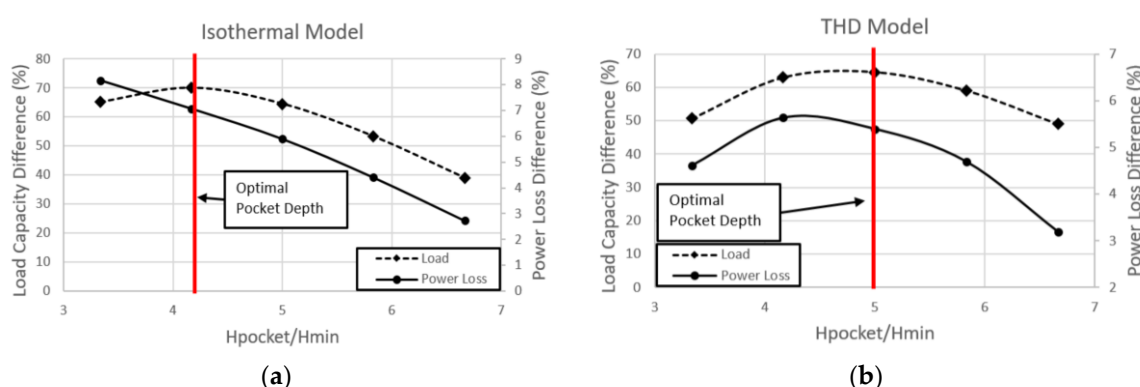 Isothermal Model
Load Capacity Difference (%)
80
70
60
50
40
30
20
10
0
9
8
7
6
5
4
3
2
1
0
Power Loss Difference (%)
Optimal
Pocket Depth
Load
Power Loss
3 4 5 6 7
Hpocket/Hmin
(a)
THD Model
Load Capacity Difference (%)
70
60
50
40
30
20
10
0
7
6
5
4
3
2
Power Loss Difference (%)
Optimal
Pocket Depth
Load
Power Loss
3 4 5 6 7
Hpocket/Hmin
(b)